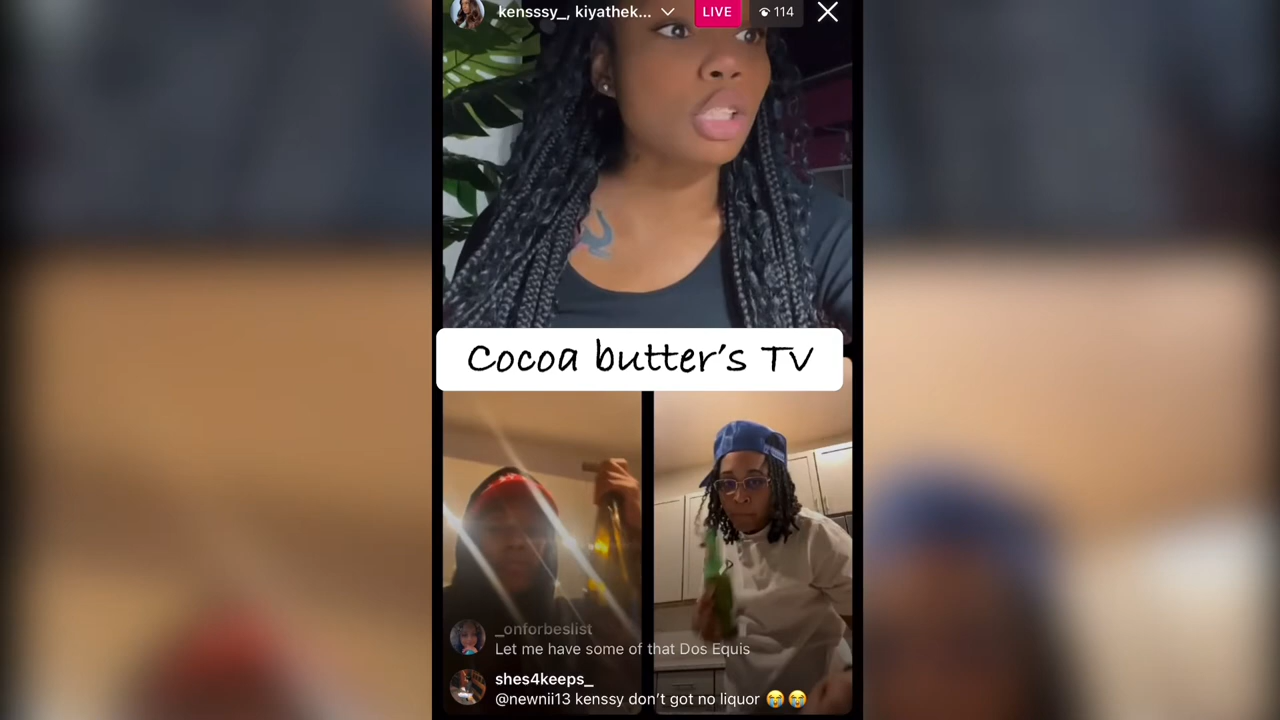 kensssy_, kiyathek...
LIVE
114
Cocoa butter's TV
_onforbeslist
Let me have some of that Dos Equis
shes4keeps_
@newnii13 kenssy don't got no liquor 😭😭